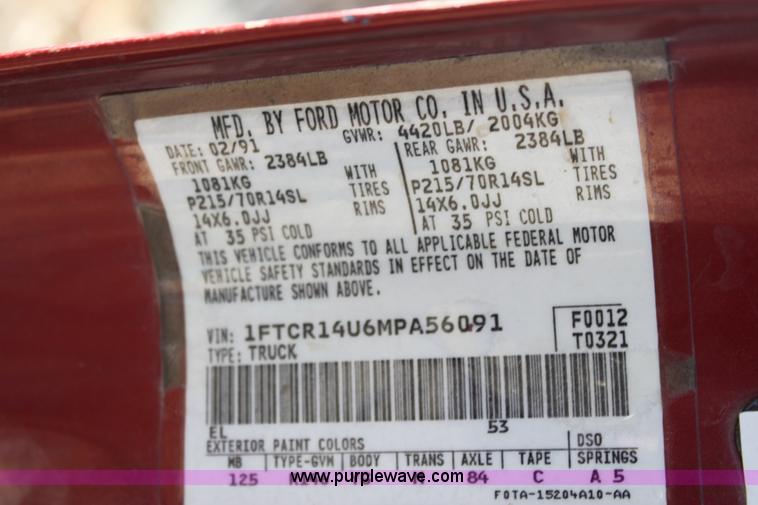 MFD. BY FORD MOTOR CO. IN U.S.A.
DATE: 02/91 GVWR: 4420LB/ 2004KG
FRONT GAWR: 2384LB REAR GAWR: 2384LB
1081KG WITH 1081KG WITH
P215/70R14SL TIRES P215/70R14SL TIRES
14X6.0JJ RIMS 14X6.0JJ RIMS
AT 35 PSI COLD AT 35 PSI COLD
THIS VEHICLE CONFORMS TO ALL APPLICABLE FEDERAL MOTOR
VEHICLE SAFETY STANDARDS IN EFFECT ON THE DATE OF
MANUFACTURE SHOWN ABOVE.
VIN: 1FTCR14U6MPA56091 F0012
TYPE: TRUCK T0321
EL 53
EXTERIOR PAINT COLORS DSO
WB TYPE-GVM BODY TRANS AXLE TAPE SPRINGS
125 84 C A 5
www.purplewave.com
F0TA-15204A10-AA